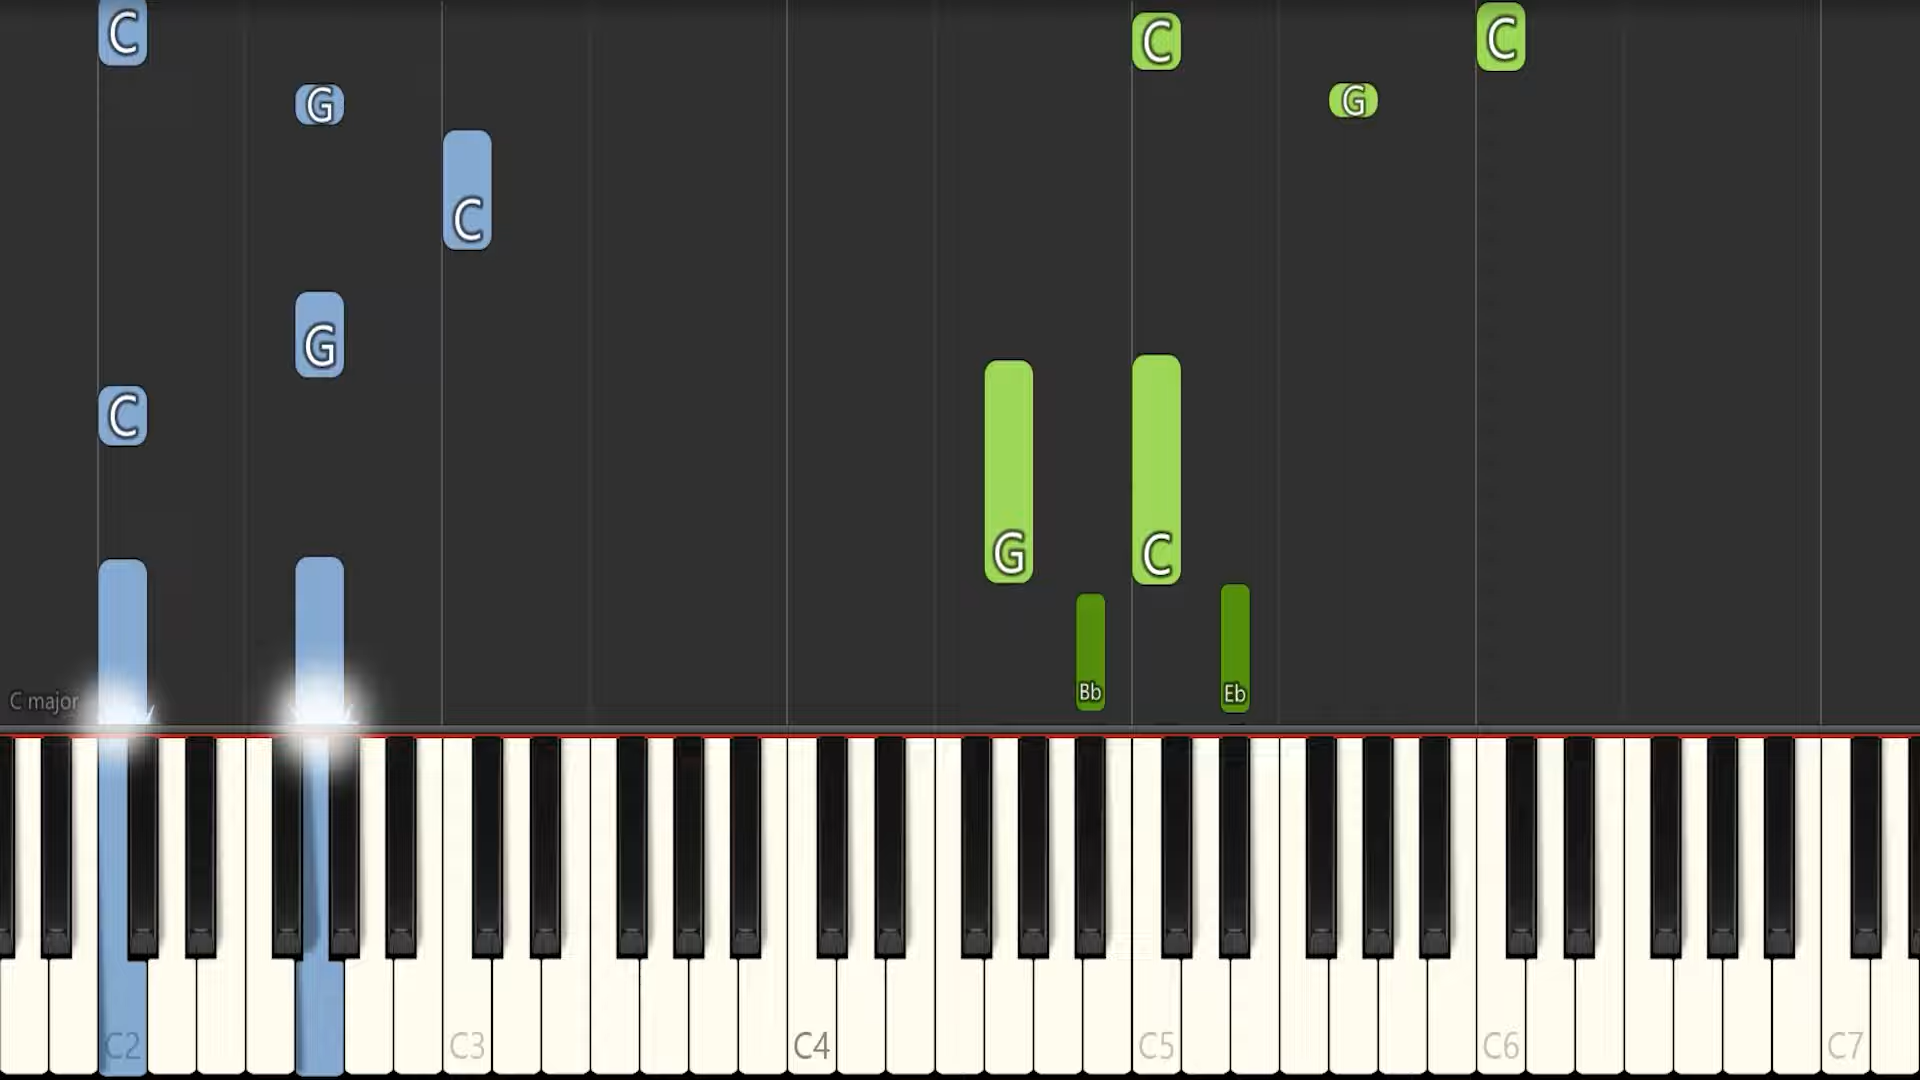 C C C
G G
C
G
C
G C
Bb Eb
C major
C2 C3 C4 C5 C6 C7